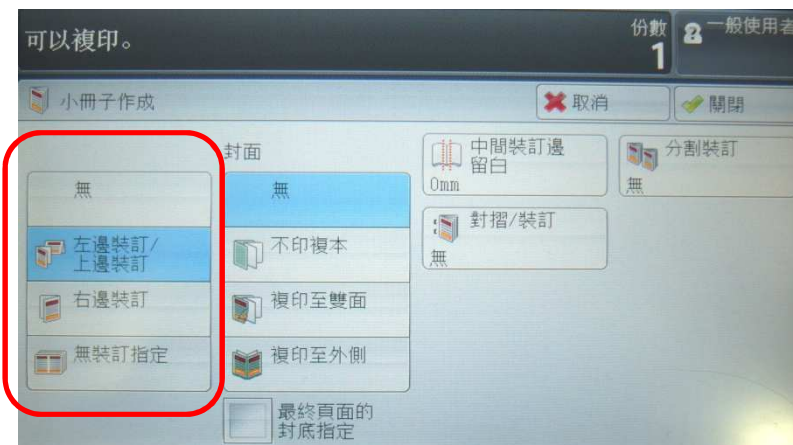 可以複印。
份數
1
一般使用者
小冊子作成
取消
關閉
無
左邊裝訂/
上邊裝訂
右邊裝訂
無裝訂指定
封面
無
不印複本
複印至雙面
複印至外側
最終頁面的
封底指定
中間裝訂邊
留白
0mm
對摺/裝訂
無
分割裝訂
無